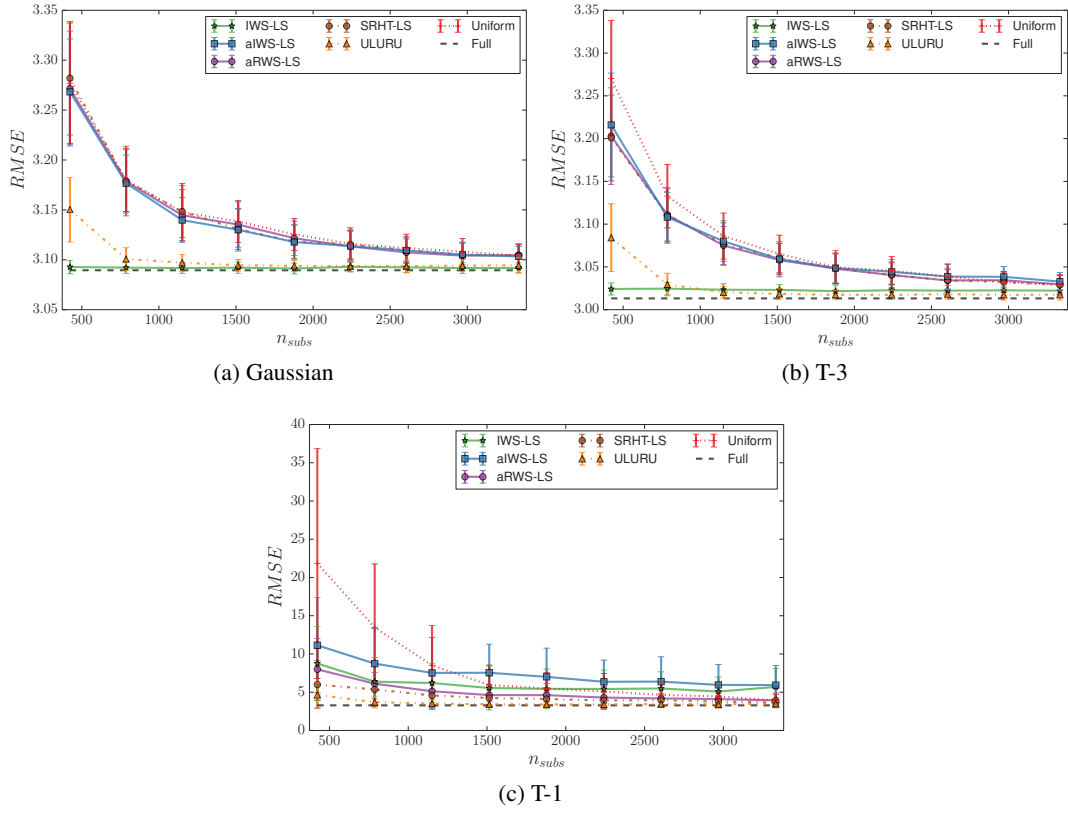 3.35
3.30
3.25
3.20
3.15
3.10
3.05
RMSE
IWS-LS
aIWS-LS
aRWS-LS
SRHT-LS
ULURU
Uniform
Full
500 1000 1500 2000 2500 3000
n_subs
(a) Gaussian
3.35
3.30
3.25
3.20
3.15
3.10
3.05
3.00
RMSE
IWS-LS
aIWS-LS
aRWS-LS
SRHT-LS
ULURU
Uniform
Full
500 1000 1500 2000 2500 3000
n_subs
(b) T-3
40
35
30
25
20
15
10
5
0
RMSE
IWS-LS
aIWS-LS
aRWS-LS
SRHT-LS
ULURU
Uniform
Full
500 1000 1500 2000 2500 3000
n_subs
(c) T-1